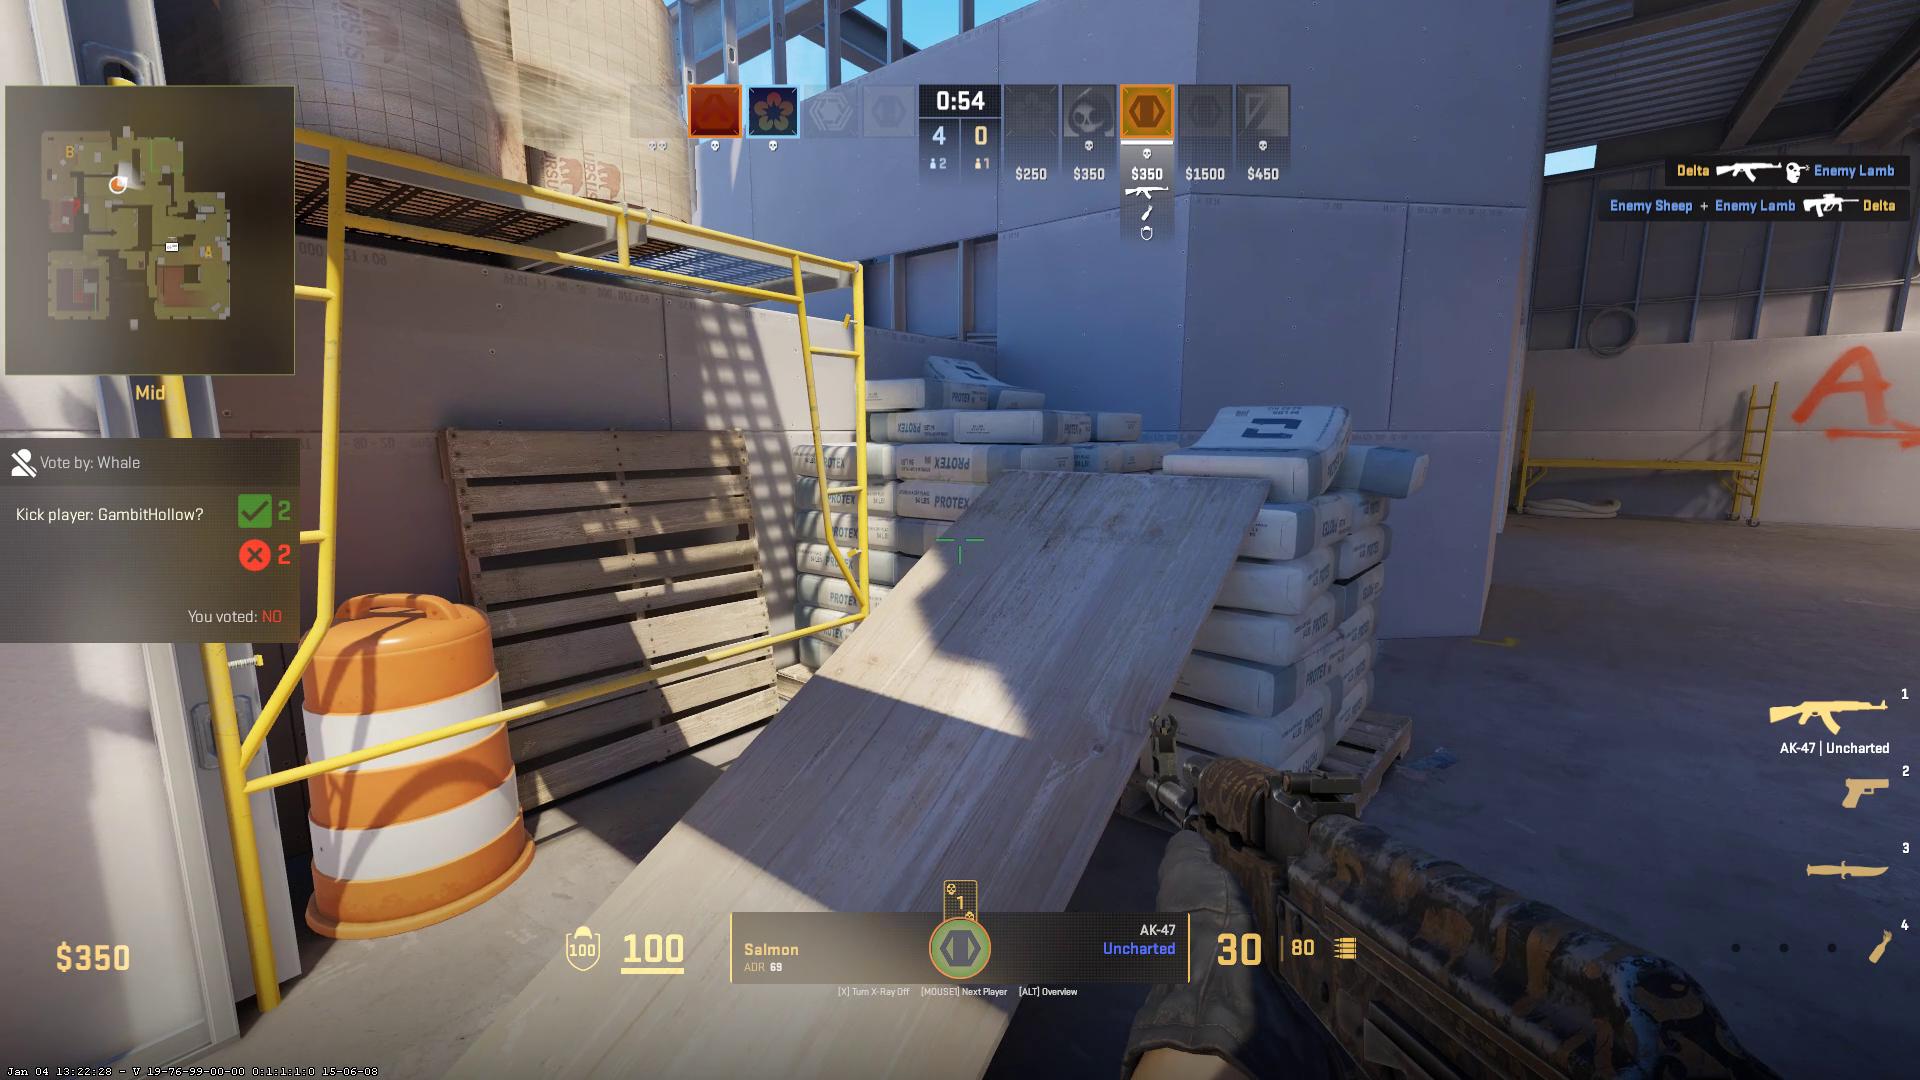 0:54
4 0
2 1
$250 $350 $350 $1500 $450
Delta Enemy Lamb
Enemy Sheep + Enemy Lamb Delta
B
A
Mid
Vote by: Whale
Kick player: GambitHollow? 2
2
You voted: NO
URSUS
PROTEX
PROTEX
PROTEX
PROTEX
A
1
AK-47 | Uncharted
2
3
4
$350
100 100
1
Salmon
ADR 69
AK-47
Uncharted
30 80
[X] Turn X-Ray Off [MOUSE1] Next Player [ALT] Overview
Jan 04 13:22:28 - V 19-76-99-00-00 0:1:1:1:0 15-06-08